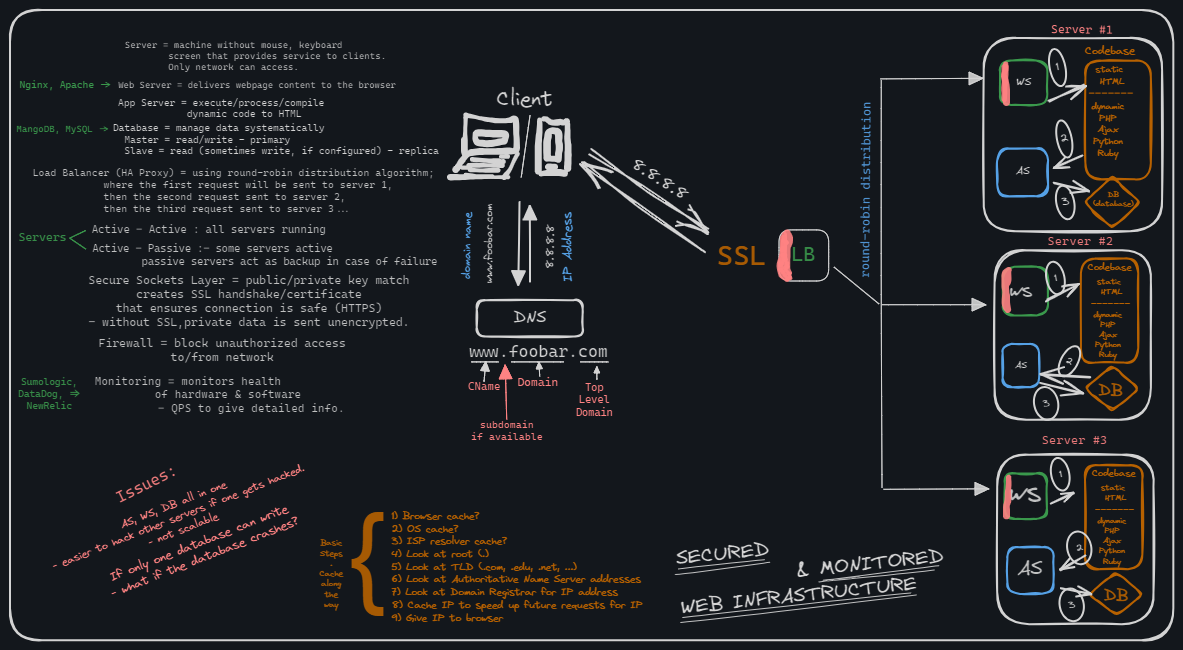 Server = machine without mouse, keyboard
screen that provides service to clients.
Only network can access.
Nginx, Apache → Web Server = delivers webpage content to the browser
App Server = execute/process/compile
dynamic code to HTML
MangoDB, MySQL → Database = manage data systematically
Master = read/write - primary
Slave = read (sometimes write, if configured) - replica
Load Balancer (HA Proxy) = using round-robin distribution algorithm;
where the first request will be sent to server 1,
then the second request sent to server 2,
then the third request sent to server 3...
Servers
Active - Active : all servers running
Active - Passive :- some servers active
passive servers act as backup in case of failure
Secure Sockets Layer = public/private key match
creates SSL handshake/certificate
that ensures connection is safe (HTTPS)
- without SSL,private data is sent unencrypted.
Firewall = block unauthorized access
to/from network
Sumologic,
DataDog, ⇒
NewRelic
Monitoring = monitors health
of hardware & software
- QPS to give detailed info.
Issues:
AS, WS, DB all in one
- easier to hack other servers if one gets hacked.
- not scalable
If only one database can write
- what if the database crashes?
Client
domain name
www.foobar.com
8.8.8.8
IP Address
DNS
www.foobar.com
CName
Domain
Top
Level
Domain
subdomain
if available
8.8.8.8
SSL
LB
round-robin distribution
Basic
steps
-
Cache
along
the
way
1) Browser cache?
2) OS cache?
3) ISP resolver cache?
4) Look at root (.)
5) Look at TLD (.com, .edu, .net, ...)
6) Look at Authoritative Name Server addresses
7) Look at Domain Registrar for IP address
8) Cache IP to speed up future requests for IP
9) Give IP to browser
SECURED
& MONITORED
WEB INFRASTRUCTURE
Server #1
WS
1
Codebase
static
HTML
-------
dynamic
PHP
Ajax
Python
Ruby
2
AS
3
DB
(database)
Server #2
WS
1
Codebase
static
HTML
-------
dynamic
PHP
Ajax
Python
Ruby
AS
2
3
DB
Server #3
WS
1
Codebase
static
HTML
-------
dynamic
PHP
Ajax
Python
Ruby
2
AS
3
DB